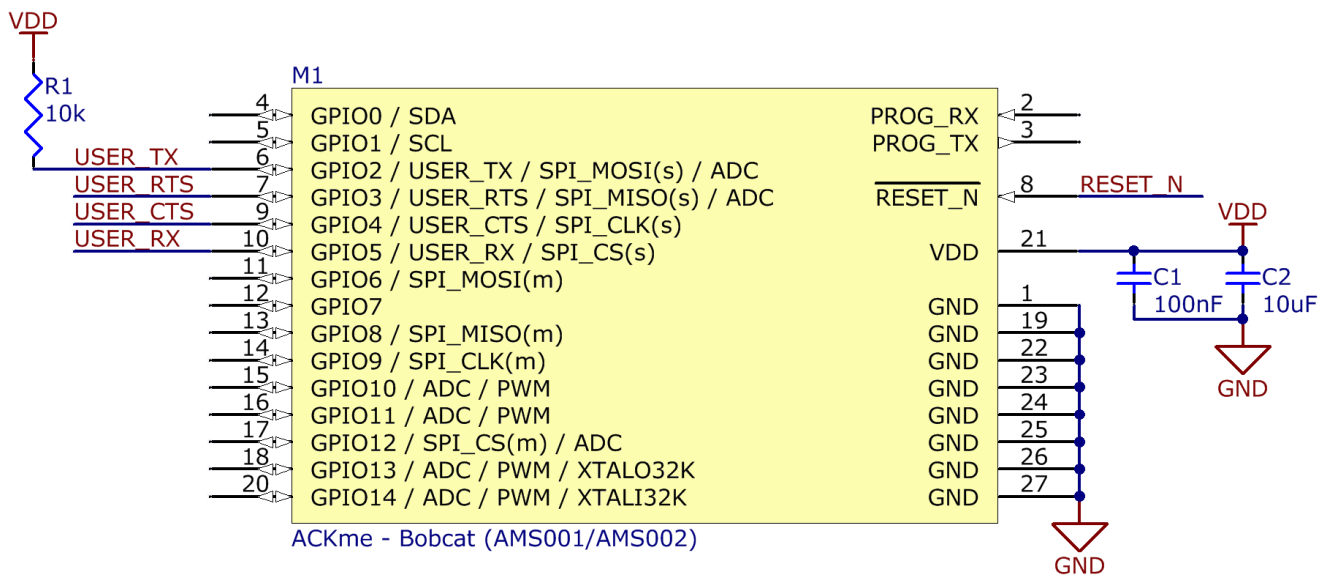 VDD
R1
10k
M1
4 GPIO0 / SDA PROG_RX 2
5 GPIO1 / SCL PROG_TX 3
USER_TX 6 GPIO2 / USER_TX / SPI_MOSI(s) / ADC
USER_RTS 7 GPIO3 / USER_RTS / SPI_MISO(s) / ADC RESET_N 8 RESET_N
USER_CTS 9 GPIO4 / USER_CTS / SPI_CLK(s)
VDD
USER_RX 10 GPIO5 / USER_RX / SPI_CS(s) VDD 21
11 GPIO6 / SPI_MOSI(m)
C1
100nF
C2
10uF
12 GPIO7 GND 1
13 GPIO8 / SPI_MISO(m) GND 19
14 GPIO9 / SPI_CLK(m) GND 22
15 GPIO10 / ADC / PWM GND 23
GND
16 GPIO11 / ADC / PWM GND 24
17 GPIO12 / SPI_CS(m) / ADC GND 25
18 GPIO13 / ADC / PWM / XTALO32K GND 26
20 GPIO14 / ADC / PWM / XTALI32K GND 27
ACKme - Bobcat (AMS001/AMS002)
GND